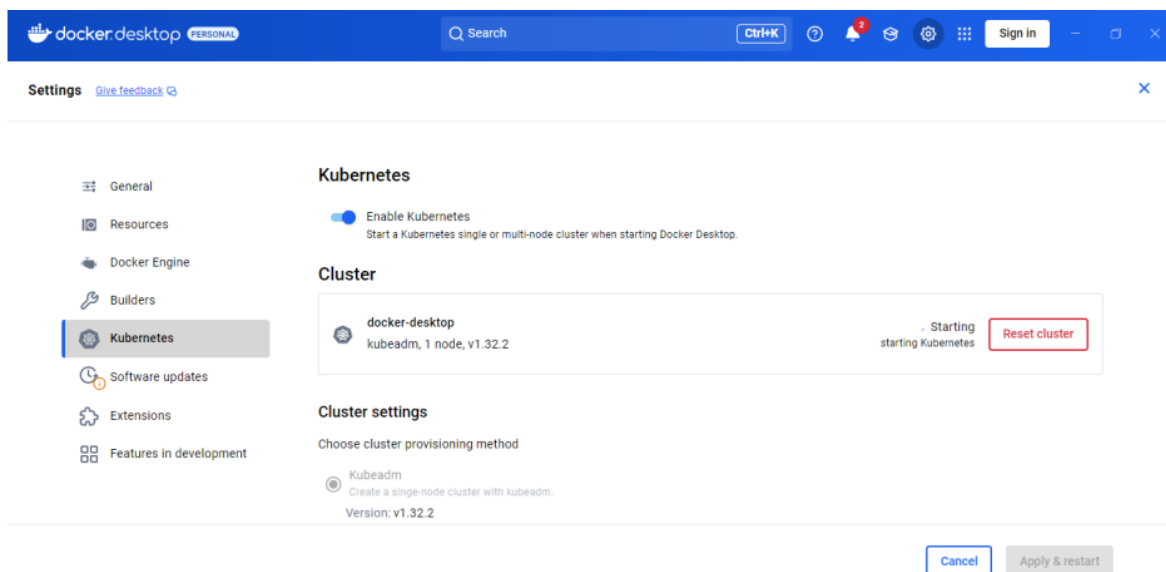 docker.desktop PERSONAL
Search
Ctrl+K
2
Sign in
Settings Give feedback
General
Resources
Docker Engine
Builders
Kubernetes
Software updates
Extensions
Features in development
Kubernetes
Enable Kubernetes
Start a Kubernetes single or multi-node cluster when starting Docker Desktop.
Cluster
docker-desktop
kubeadm, 1 node, v1.32.2
. Starting
starting Kubernetes
Reset cluster
Cluster settings
Choose cluster provisioning method
Kubeadm
Create a singe-node cluster with kubeadm.
Version: v1.32.2
Cancel
Apply & restart